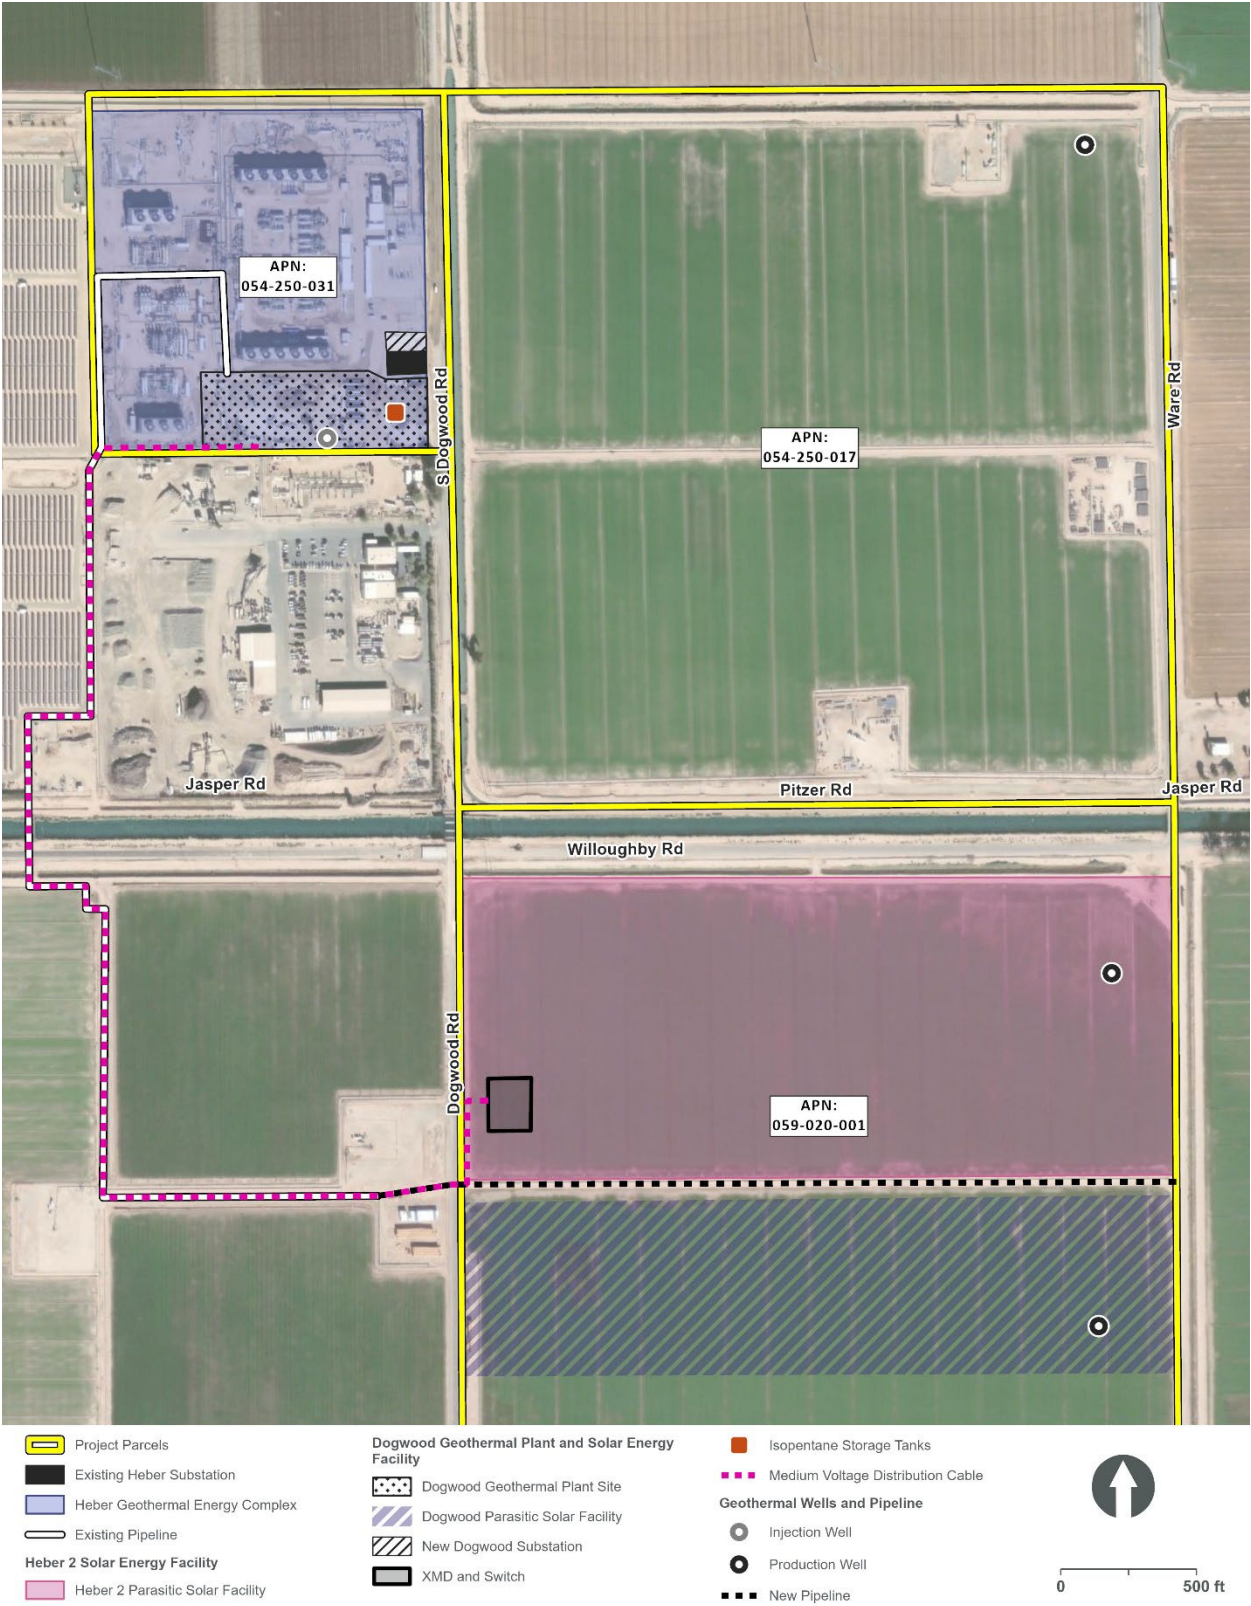 APN:
054-250-031
S Dogwood Rd
Ware Rd
APN:
054-250-017
Jasper Rd
Pitzer Rd
Jasper Rd
Willoughby Rd
Dogwood Rd
APN:
059-020-001
Project Parcels
Existing Heber Substation
Heber Geothermal Energy Complex
Existing Pipeline
Heber 2 Solar Energy Facility
Heber 2 Parasitic Solar Facility
Dogwood Geothermal Plant and Solar Energy
Facility
Dogwood Geothermal Plant Site
Dogwood Parasitic Solar Facility
New Dogwood Substation
XMD and Switch
Isopentane Storage Tanks
Medium Voltage Distribution Cable
Geothermal Wells and Pipeline
Injection Well
Production Well
New Pipeline
0 500 ft